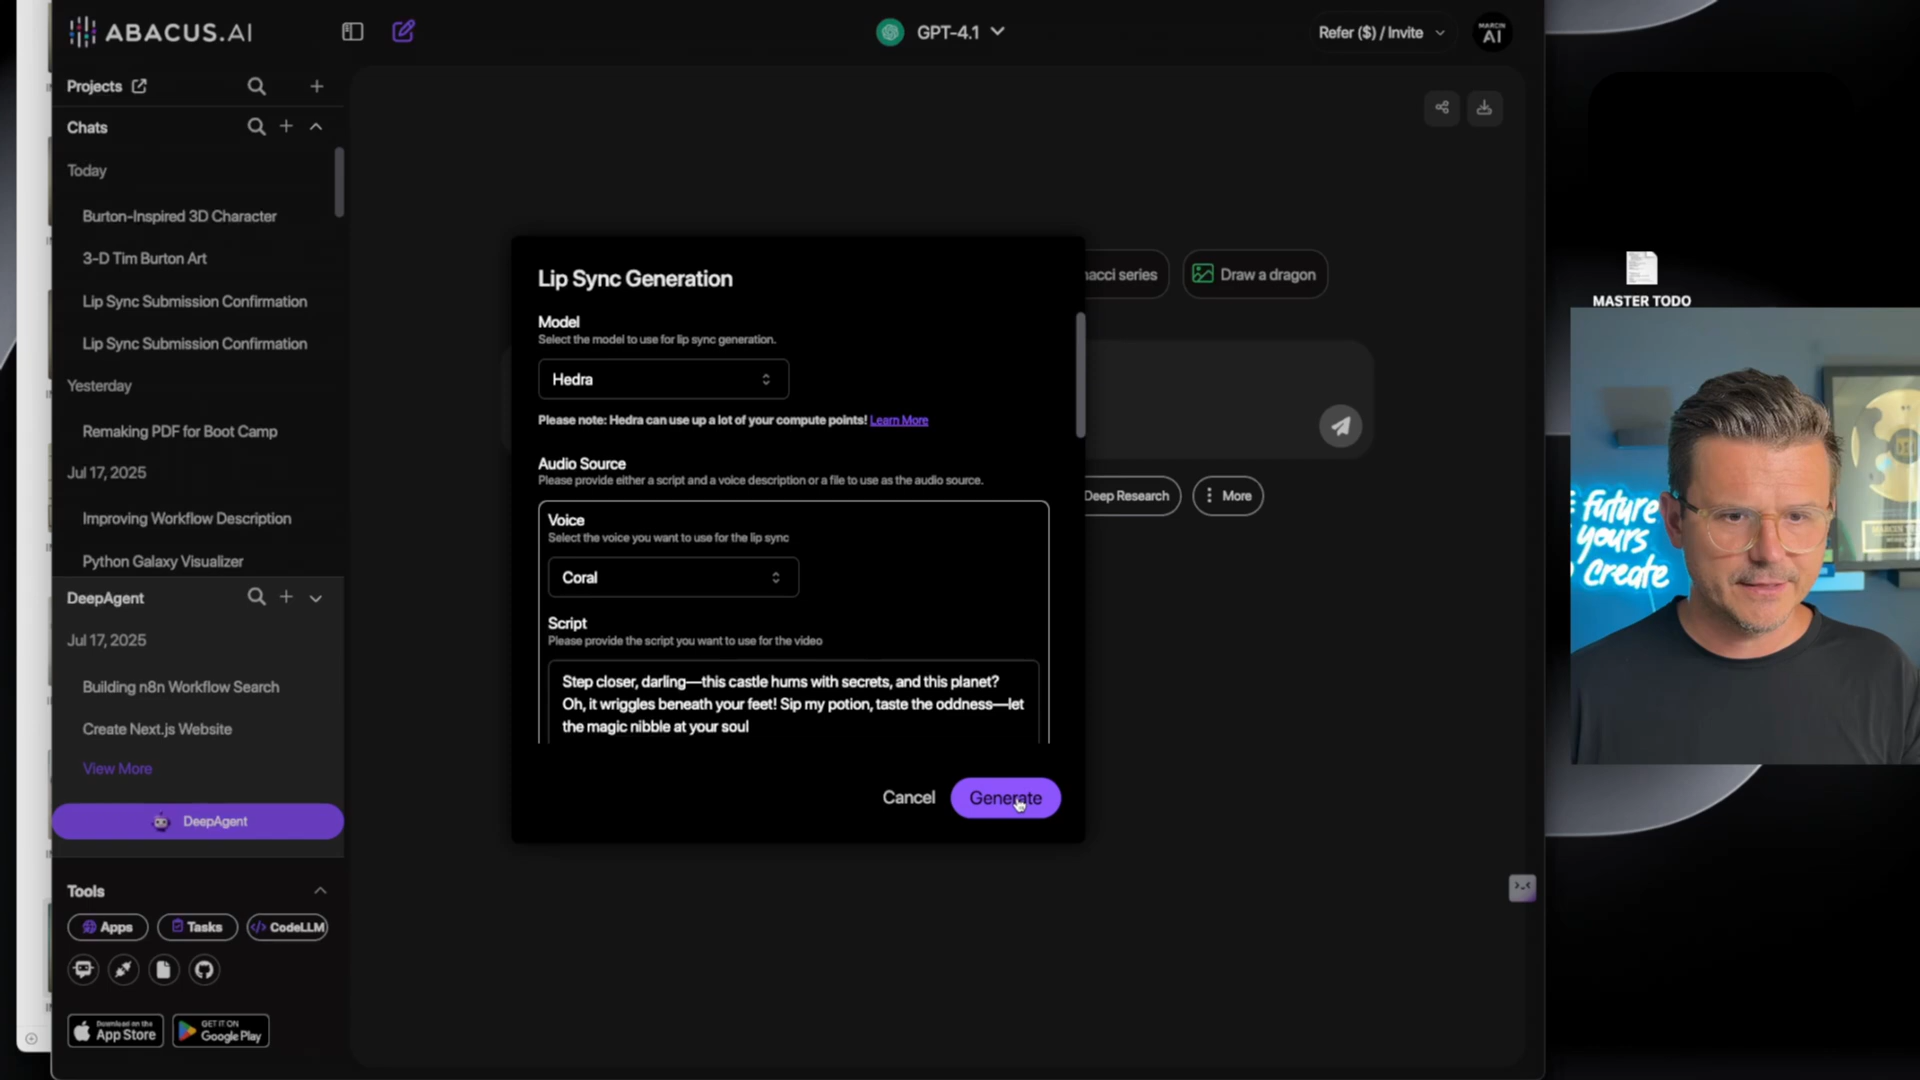 ABACUS.AI
GPT-4.1
Refer ($) / Invite
MARCIN
AI
Projects
Chats
Today
Burton-Inspired 3D Character
3-D Tim Burton Art
Lip Sync Submission Confirmation
Lip Sync Submission Confirmation
Yesterday
Remaking PDF for Boot Camp
Jul 17, 2025
Improving Workflow Description
Python Galaxy Visualizer
DeepAgent
Jul 17, 2025
Building n8n Workflow Search
Create Next.js Website
View More
DeepAgent
Tools
Apps
Tasks
CodeLLM
Download on the
App Store
GET IT ON
Google Play
Lip Sync Generation
Model
Select the model to use for lip sync generation.
Hedra
Please note: Hedra can use up a lot of your compute points! Learn More
Audio Source
Please provide either a script and a voice description or a file to use as the audio source.
Voice
Select the voice you want to use for the lip sync
Coral
Script
Please provide the script you want to use for the video
Step closer, darling—this castle hums with secrets, and this planet?
Oh, it wriggles beneath your feet! Sip my potion, taste the oddness—let
the magic nibble at your soul
Cancel
Generate
nacci series
Draw a dragon
Deep Research
More
MASTER TODO
Future
yours
Create